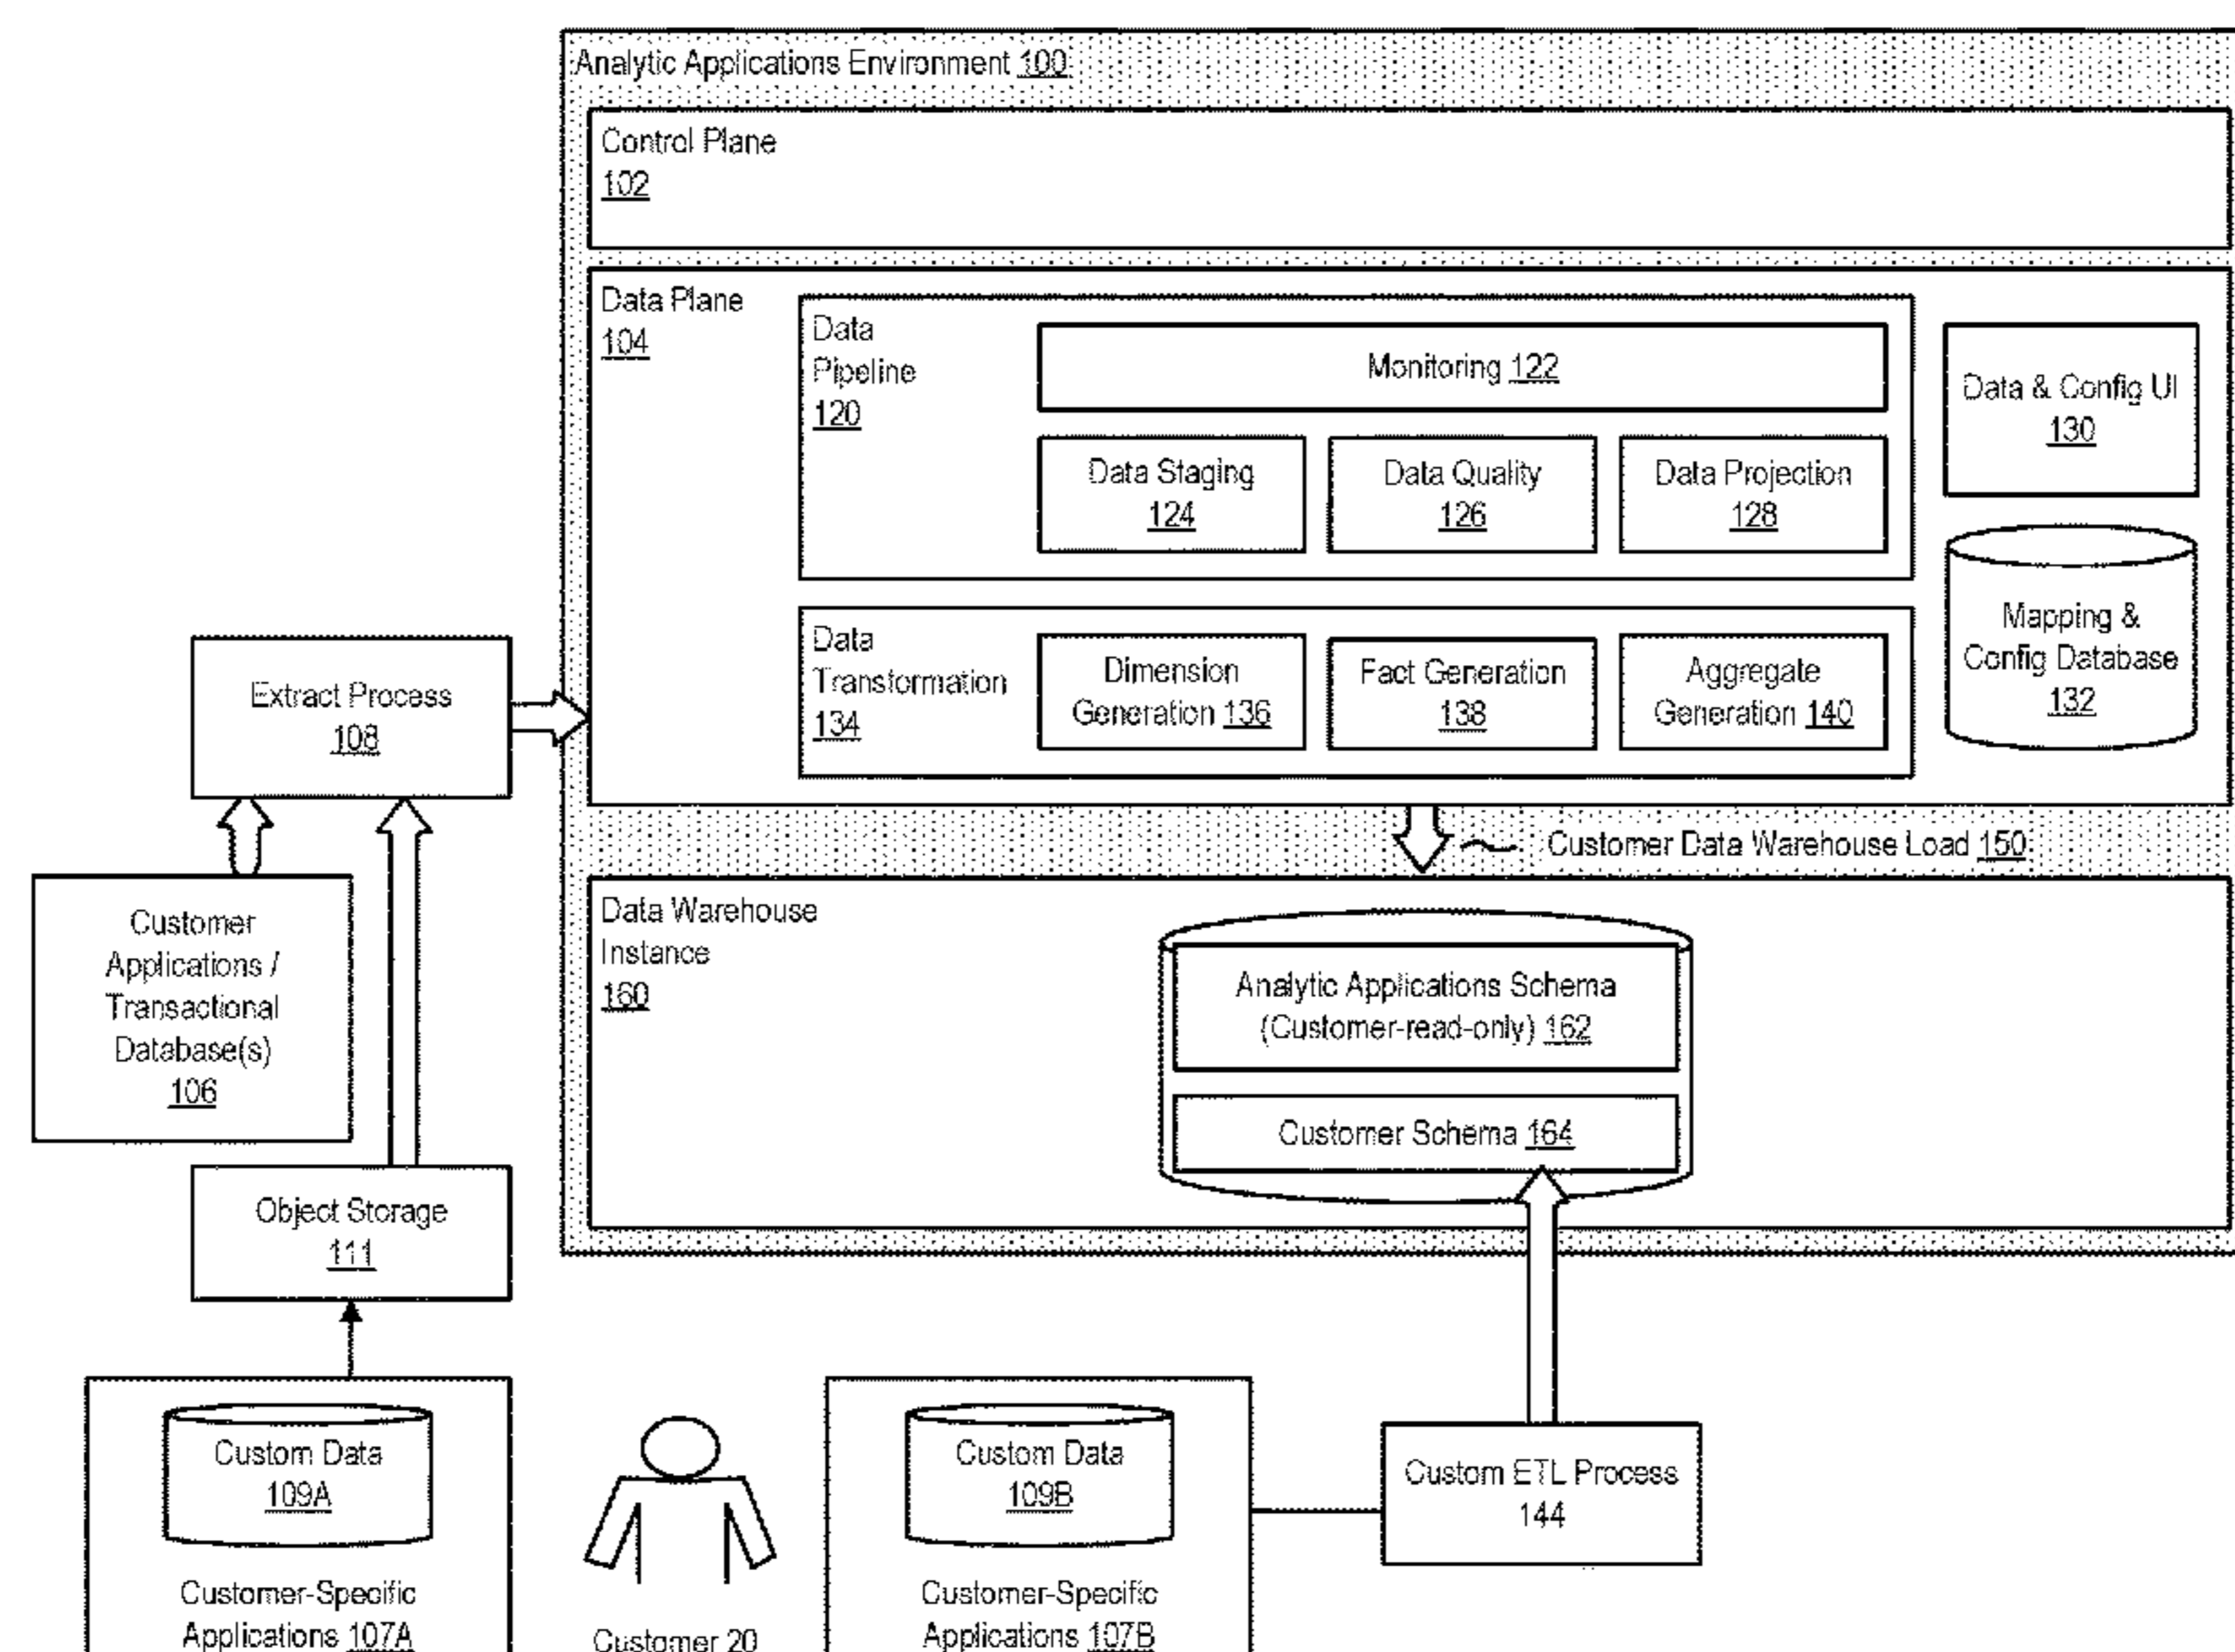 Analytic Applications Environment 100
Control Plane
102
Data Plane
104
Data
Pipeline
120
Monitoring 122
Data Staging
124
Data Quality
126
Data Projection
128
Data & Config UI
130
Mapping &
Config Database
132
Data
Transformation
134
Dimension
Generation 136
Fact Generation
138
Aggregate
Generation 140
Extract Process
108
Customer Data Warehouse Load 150
Customer
Applications /
Transactional
Database(s)
106
Data Warehouse
Instance
160
Analytic Applications Schema
(Customer-read-only) 162
Customer Schema 164
Object Storage
111
Custom Data
109A
Customer-Specific
Applications 107A
Customer 20
Custom Data
109B
Customer-Specific
Applications 107B
Custom ETL Process
144